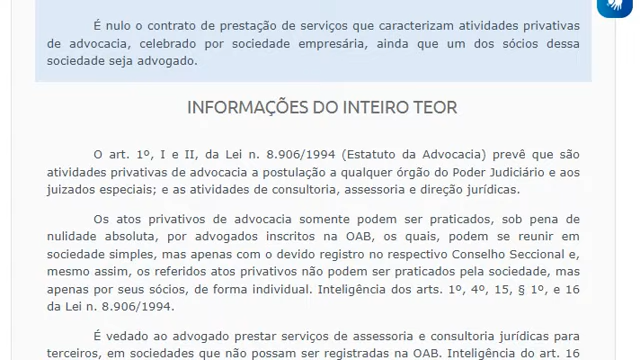 É nulo o contrato de prestação de serviços que caracterizam atividades privativas
de advocacia, celebrado por sociedade empresária, ainda que um dos sócios dessa
sociedade seja advogado.
INFORMAÇÕES DO INTEIRO TEOR
O art. 1º, I e II, da Lei n. 8.906/1994 (Estatuto da Advocacia) prevê que são
atividades privativas de advocacia a postulação a qualquer órgão do Poder Judiciário e aos
juizados especiais; e as atividades de consultoria, assessoria e direção jurídicas.
Os atos privativos de advocacia somente podem ser praticados, sob pena de
nulidade absoluta, por advogados inscritos na OAB, os quais, podem se reunir em
sociedade simples, mas apenas com o devido registro no respectivo Conselho Seccional e,
mesmo assim, os referidos atos privativos não podem ser praticados pela sociedade, mas
apenas por seus sócios, de forma individual. Inteligência dos arts. 1º, 4º, 15, § 1º, e 16
da Lei n. 8.906/1994.
É vedado ao advogado prestar serviços de assessoria e consultoria jurídicas para
terceiros, em sociedades que não possam ser registradas na OAB. Inteligência do art. 16